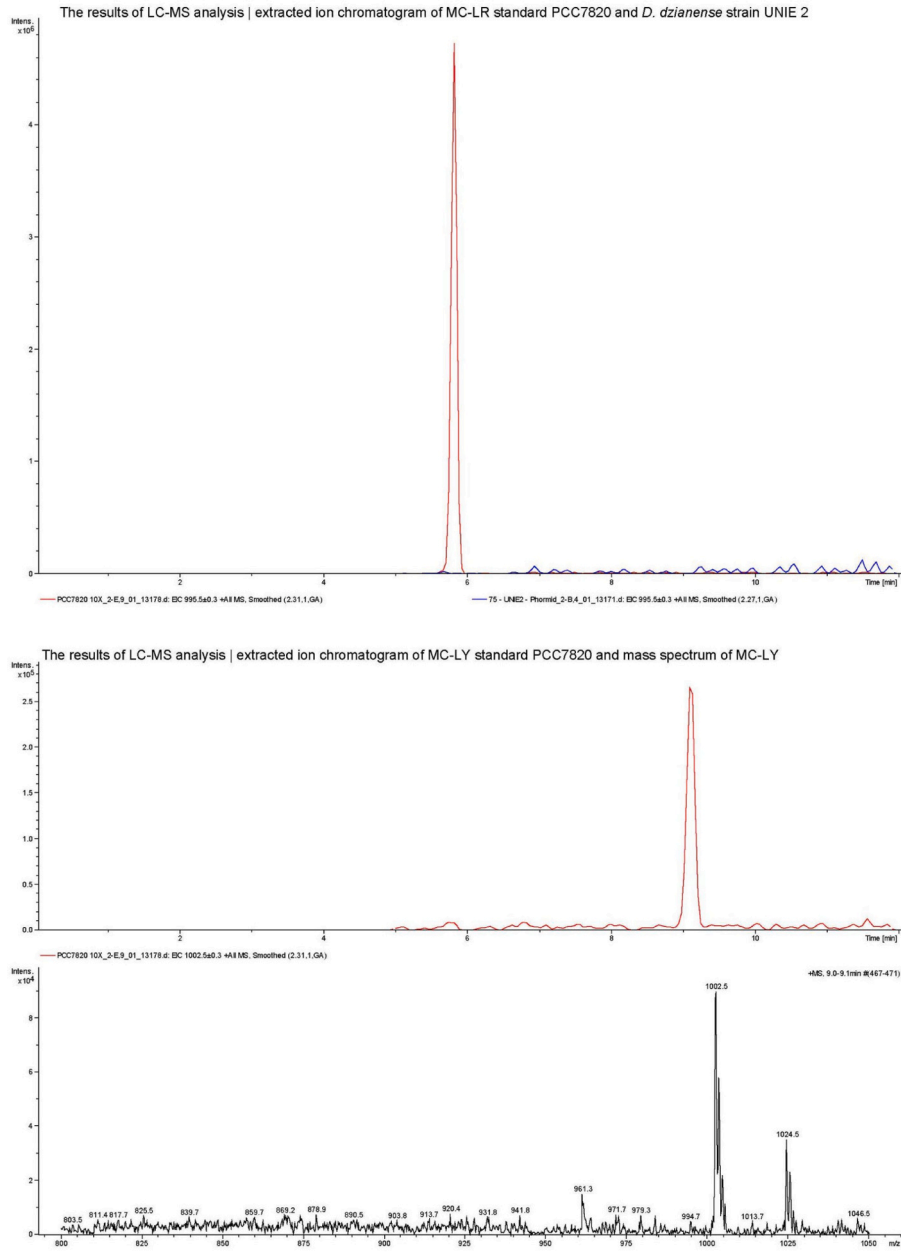 The results of LC-MS analysis | extracted ion chromatogram of MC-LR standard PCC7820 and D. dzianense strain UNIE 2
Intens.
x10⁶
4
3
2
1
0
2 4 6 8 10 Time [min]
PCC7820 10X_2-E,9_01_13178.d: EIC 995.5±0.3 +All MS, Smoothed (2.31,1,GA) 75 - UNIE2 - Phormid_2-B,4_01_13171.d: EIC 995.5±0.3 +All MS, Smoothed (2.27,1,GA)
The results of LC-MS analysis | extracted ion chromatogram of MC-LY standard PCC7820 and mass spectrum of MC-LY
Intens.
x10⁵
2.5
2.0
1.5
1.0
0.5
0.0
2 4 6 8 10 Time [min]
PCC7820 10X_2-E,9_01_13178.d: EIC 1002.5±0.3 +All MS, Smoothed (2.31,1,GA)
Intens.
x10⁴
+MS, 9.0-9.1min #(467-471)
1002.5
8
6
4
1024.5
2
961.3
803.5 811.4 817.7 825.5 839.7 859.7 869.2 878.9 890.5 903.8 913.7 920.4 931.8 941.8 971.7 979.3 994.7 1013.7 1046.5
0
800 825 850 875 900 925 950 975 1000 1025 1050 m/z